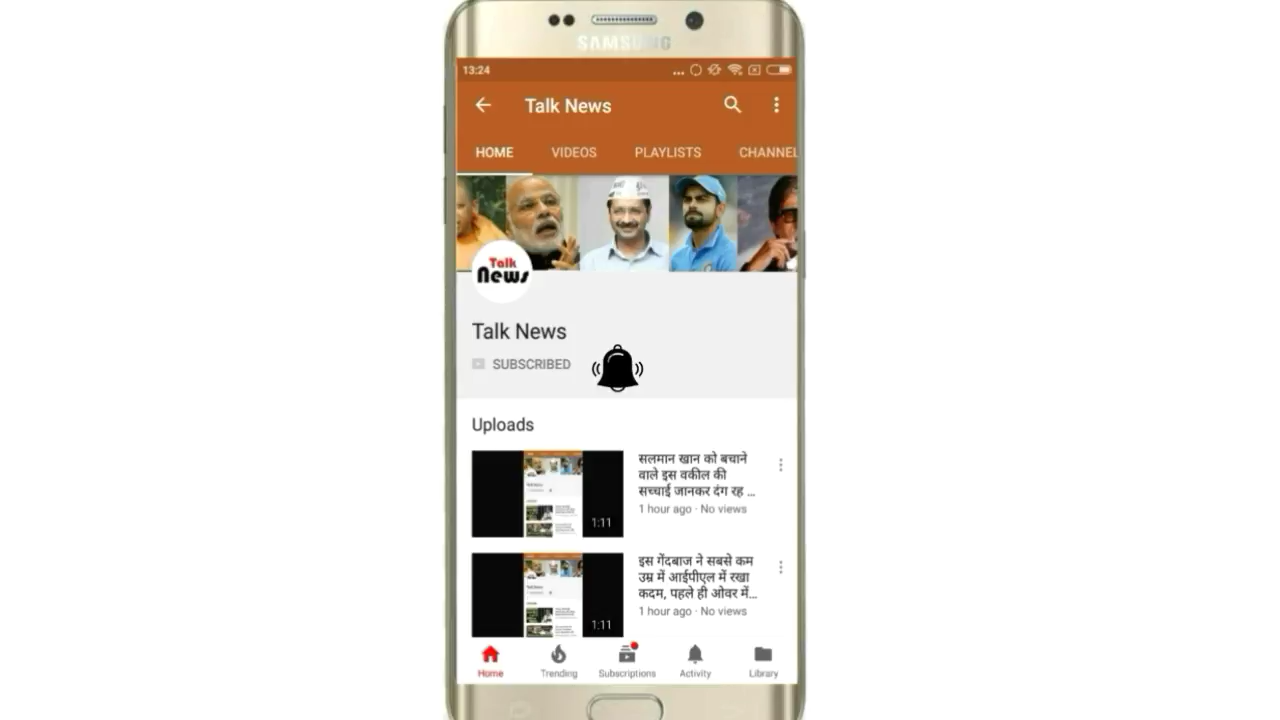 SAMSUNG
13:24
Talk News
HOME VIDEOS PLAYLISTS CHANNEL
Talk
News
Talk News
SUBSCRIBED
Uploads
सलमान खान को बचाने
वाले इस वकील की
सच्चाई जानकर दंग रह ...
1 hour ago · No views
1:11
इस गेंदबाज ने सबसे कम
उम्र में आईपीएल में रखा
कदम, पहले ही ओवर में...
1 hour ago · No views
1:11
Home Trending Subscriptions Activity Library